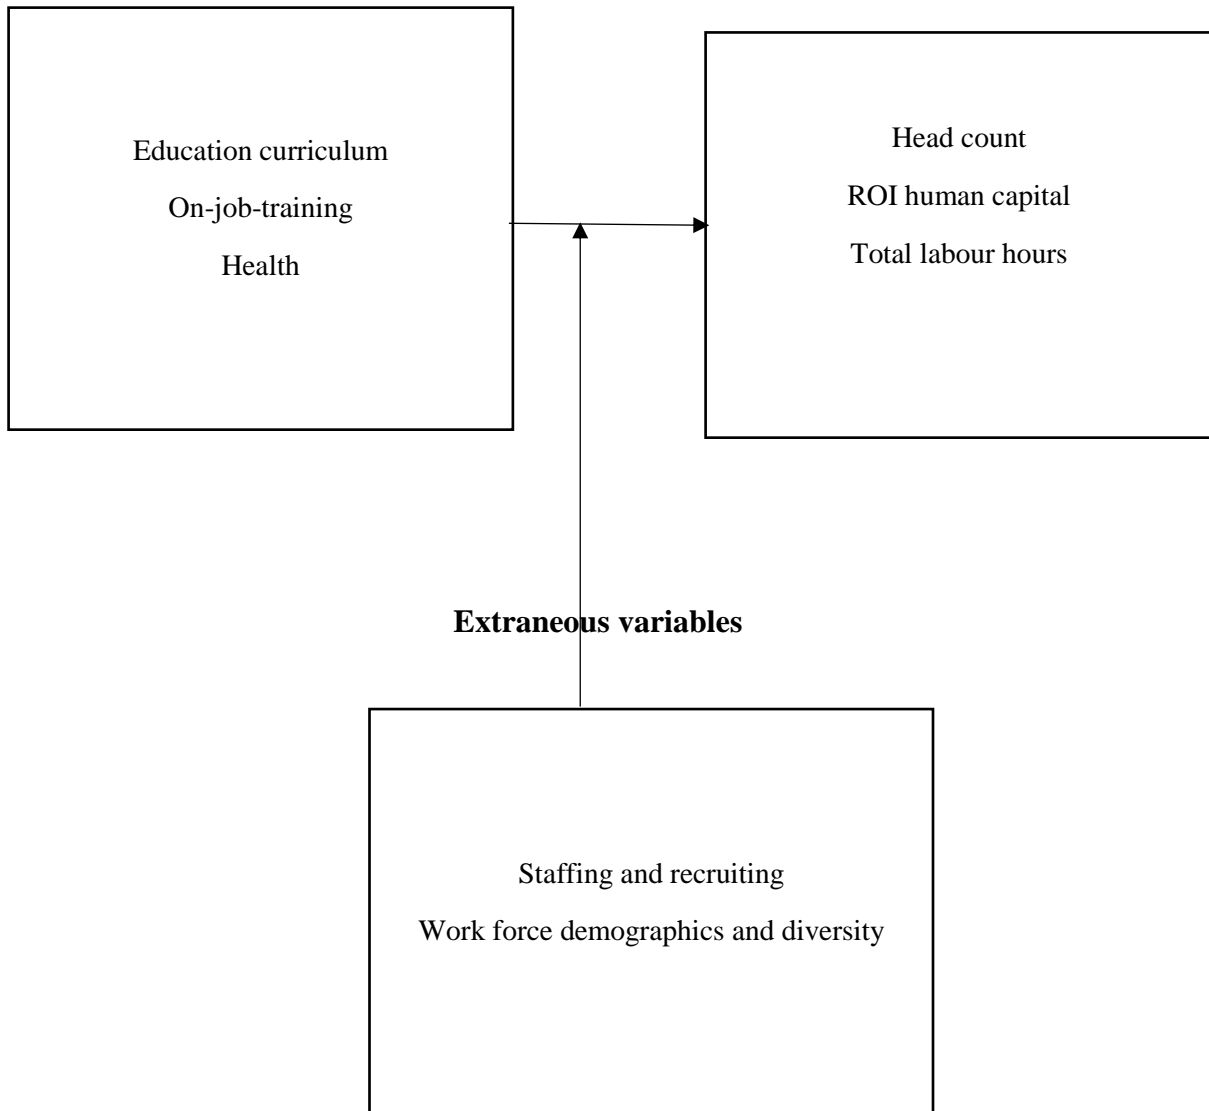 Education curriculum
On-job-training
Health
Head count
ROI human capital
Total labour hours
Extraneous variables
Staffing and recruiting
Work force demographics and diversity